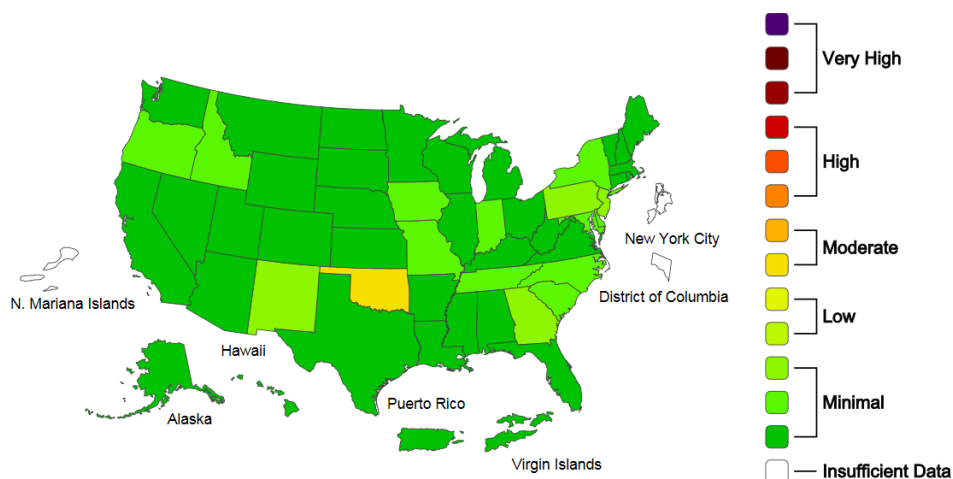 Very High
High
New York City
Moderate
N. Mariana Islands
District of Columbia
Low
Hawaii
Puerto Rico
Minimal
Alaska
Virgin Islands
Insufficient Data